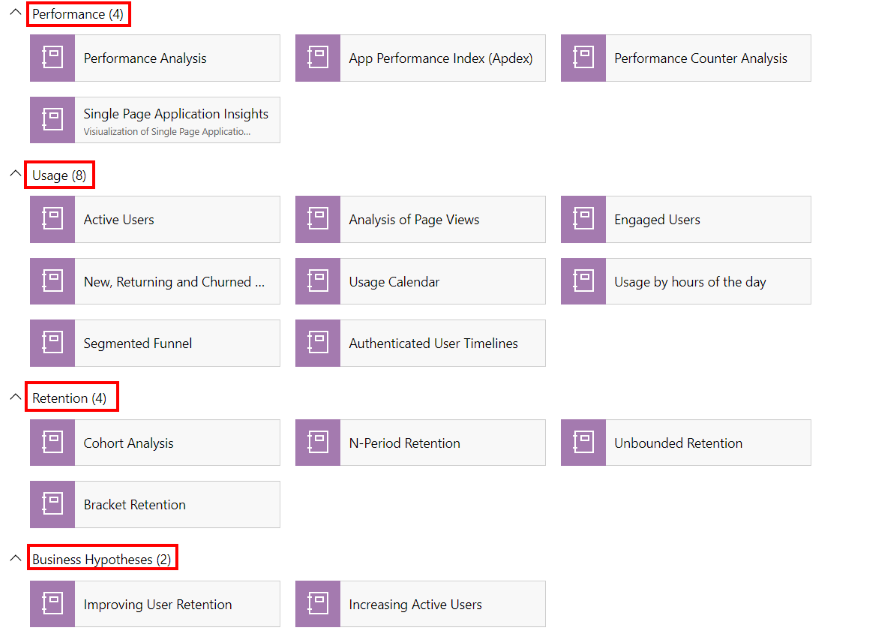 Performance (4)
Performance Analysis
App Performance Index (Apdex)
Performance Counter Analysis
Single Page Application Insights
Visiualization of Single Page Applicatio...
Usage (8)
Active Users
Analysis of Page Views
Engaged Users
New, Returning and Churned ...
Usage Calendar
Usage by hours of the day
Segmented Funnel
Authenticated User Timelines
Retention (4)
Cohort Analysis
N-Period Retention
Unbounded Retention
Bracket Retention
Business Hypotheses (2)
Improving User Retention
Increasing Active Users